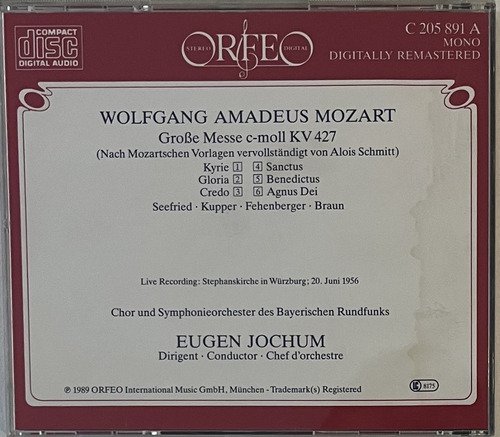 COMPACT
disc
DIGITAL AUDIO
STEREO ORFEO DIGITAL
C 205 891 A
MONO
DIGITALLY REMASTERED
WOLFGANG AMADEUS MOZART
Große Messe c-moll KV 427
(Nach Mozartschen Vorlagen vervollständigt von Alois Schmitt)
Kyrie 1 4 Sanctus
Gloria 2 5 Benedictus
Credo 3 6 Agnus Dei
Seefried · Kupper · Fehenberger · Braun
Live Recording: Stephanskirche in Würzburg; 20. Juni 1956
Chor und Symphonieorchester des Bayerischen Rundfunks
EUGEN JOCHUM
Dirigent · Conductor · Chef d'orchestre
℗ 1989 ORFEO International Music GmbH, München - Trademark(s) Registered
LC 8175